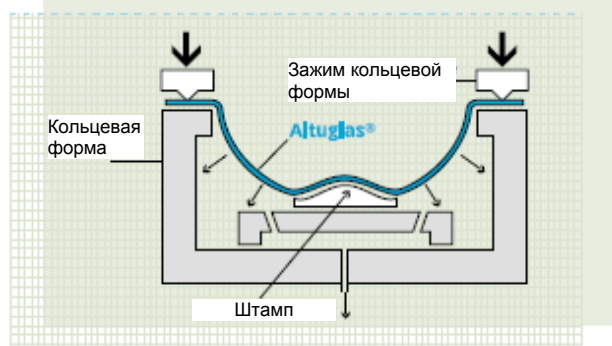 Зажим кольцевой
формы
Кольцевая
форма
Altuglas®
Штамп